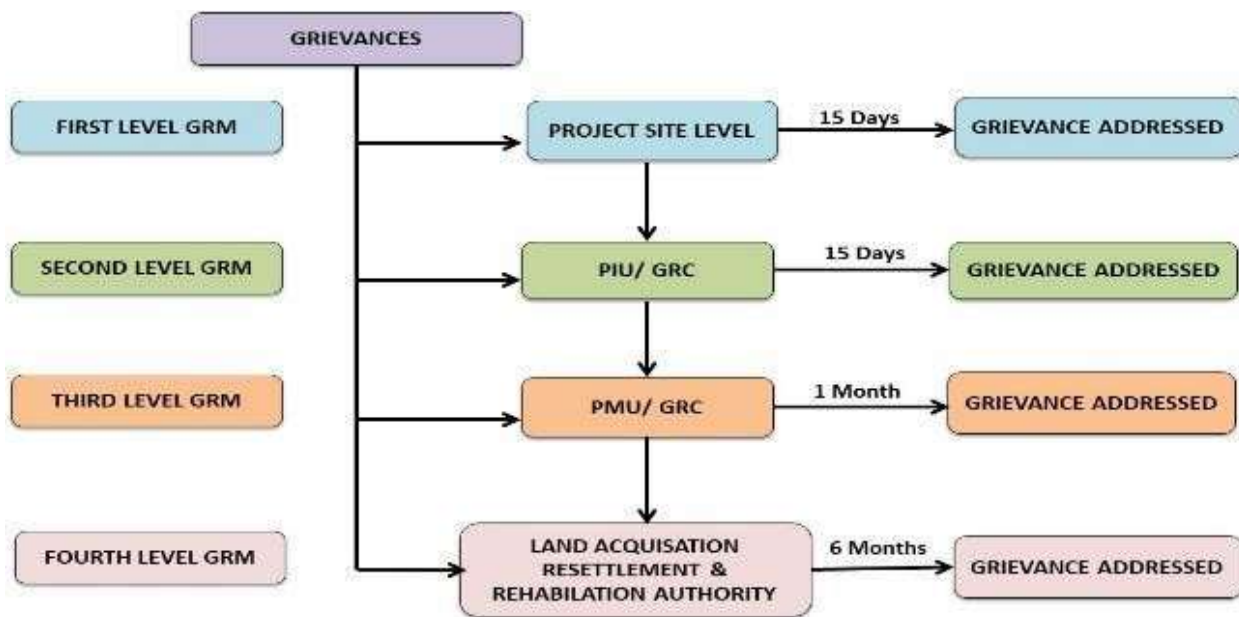 GRIEVANCES
FIRST LEVEL GRM
PROJECT SITE LEVEL
15 Days
GRIEVANCE ADDRESSED
SECOND LEVEL GRM
PIU/ GRC
15 Days
GRIEVANCE ADDRESSED
THIRD LEVEL GRM
PMU/ GRC
1 Month
GRIEVANCE ADDRESSED
FOURTH LEVEL GRM
LAND ACQUISATION
RESETTLEMENT &
REHABILATION AUTHORITY
6 Months
GRIEVANCE ADDRESSED